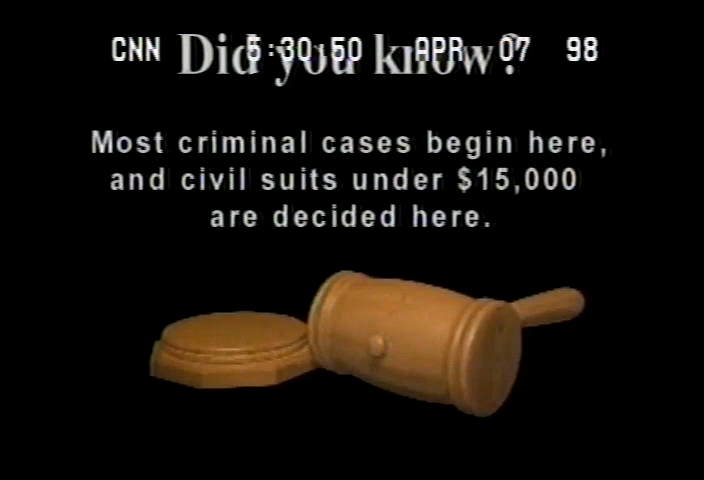 CNN 5:30:50 APR 07 98
Did you know?
Most criminal cases begin here,
and civil suits under $15,000
are decided here.